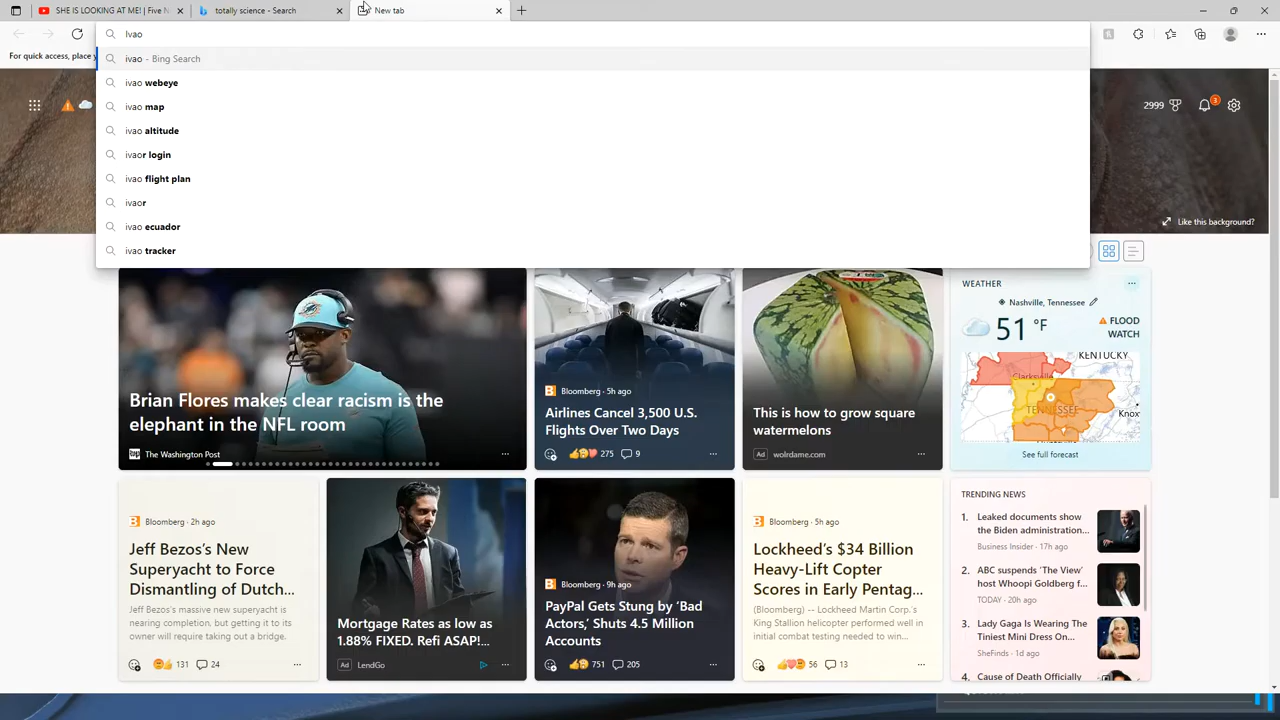 SHE IS LOOKING AT ME! | Five N
totally science - Search
New tab
Ivao
For quick access, place y
ivao - Bing Search
ivao webeye
ivao map
ivao altitude
ivaor login
ivao flight plan
ivaor
ivao ecuador
ivao tracker
2999
3
Like this background?
Brian Flores makes clear racism is the
elephant in the NFL room
wp The Washington Post
B Bloomberg · 5h ago
Airlines Cancel 3,500 U.S.
Flights Over Two Days
275 9
This is how to grow square
watermelons
Ad wolrdame.com
WEATHER
Nashville, Tennessee
51 °F
FLOOD
WATCH
KENTUCKY
Clarksville
TENNESSEE
Knox
See full forecast
B Bloomberg · 2h ago
Jeff Bezos's New
Superyacht to Force
Dismantling of Dutch...
Jeff Bezos's massive new superyacht is
nearing completion, but getting it to its
owner will require taking out a bridge.
131 24
Mortgage Rates as low as
1.88% FIXED. Refi ASAP!...
Ad LendGo
B Bloomberg · 9h ago
PayPal Gets Stung by 'Bad
Actors,' Shuts 4.5 Million
Accounts
751 205
B Bloomberg · 5h ago
Lockheed's $34 Billion
Heavy-Lift Copter
Scores in Early Pentag...
(Bloomberg) -- Lockheed Martin Corp.'s
King Stallion helicopter performed well in
initial combat testing needed to win...
56 13
TRENDING NEWS
1. Leaked documents show
the Biden administration...
Business Insider · 17h ago
2. ABC suspends 'The View'
host Whoopi Goldberg f...
TODAY · 20h ago
3. Lady Gaga Is Wearing The
Tiniest Mini Dress On...
SheFinds · 1d ago
4. Cause of Death Officially